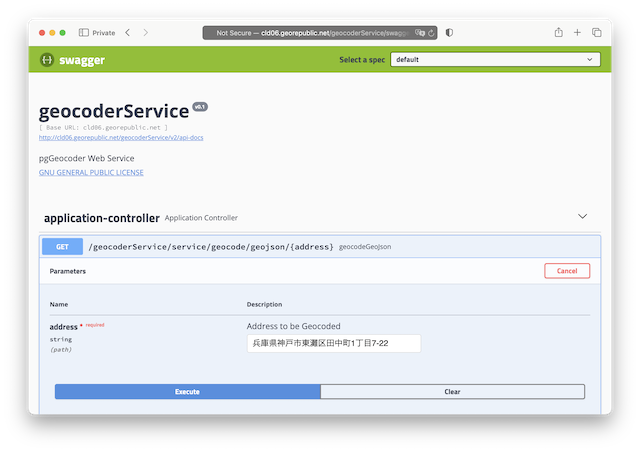 Private
Not Secure — cld06.georepublic.net/geocoderService/swagge
swagger
Select a spec
default
geocoderService v0.1
[ Base URL: cld06.georepublic.net ]
http://cld06.georepublic.net/geocoderService/v2/api-docs
pgGeocoder Web Service
GNU GENERAL PUBLIC LICENSE
application-controller Application Controller
GET /geocoderService/service/geocode/geojson/{address} geocodeGeoJson
Parameters
Cancel
Name Description
address * required
Address to be Geocoded
string
(path)
兵庫県神戸市東灘区田中町1丁目7-22
Execute Clear